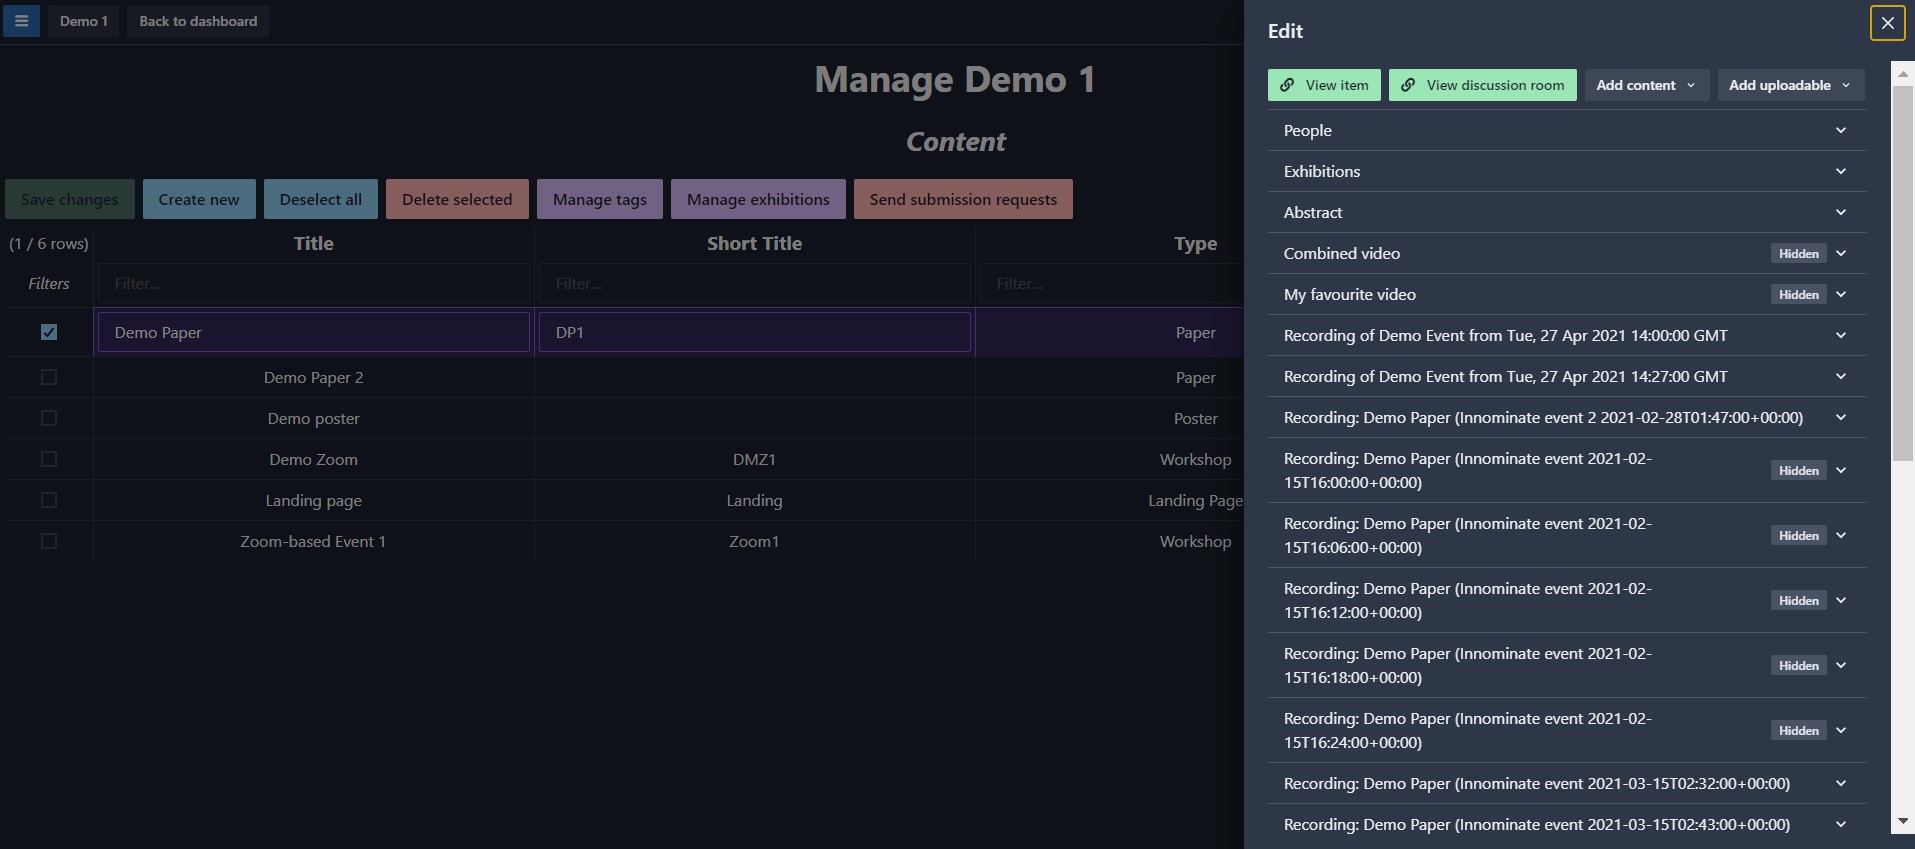 Demo 1
Back to dashboard
Manage Demo 1
Content
Save changes
Create new
Deselect all
Delete selected
Manage tags
Manage exhibitions
Send submission requests
(1 / 6 rows)
Title
Short Title
Type
Filters
Filter...
Filter...
Filter...
Demo Paper
DP1
Paper
Demo Paper 2
Paper
Demo poster
Poster
Demo Zoom
DMZ1
Workshop
Landing page
Landing
Landing Page
Zoom-based Event 1
Zoom1
Workshop
Edit
View item
View discussion room
Add content
Add uploadable
People
Exhibitions
Abstract
Combined video
Hidden
My favourite video
Hidden
Recording of Demo Event from Tue, 27 Apr 2021 14:00:00 GMT
Recording of Demo Event from Tue, 27 Apr 2021 14:27:00 GMT
Recording: Demo Paper (Innominate event 2 2021-02-28T01:47:00+00:00)
Recording: Demo Paper (Innominate event 2021-02-
15T16:00:00+00:00)
Hidden
Recording: Demo Paper (Innominate event 2021-02-
15T16:06:00+00:00)
Hidden
Recording: Demo Paper (Innominate event 2021-02-
15T16:12:00+00:00)
Hidden
Recording: Demo Paper (Innominate event 2021-02-
15T16:18:00+00:00)
Hidden
Recording: Demo Paper (Innominate event 2021-02-
15T16:24:00+00:00)
Hidden
Recording: Demo Paper (Innominate event 2021-03-15T02:32:00+00:00)
Recording: Demo Paper (Innominate event 2021-03-15T02:43:00+00:00)